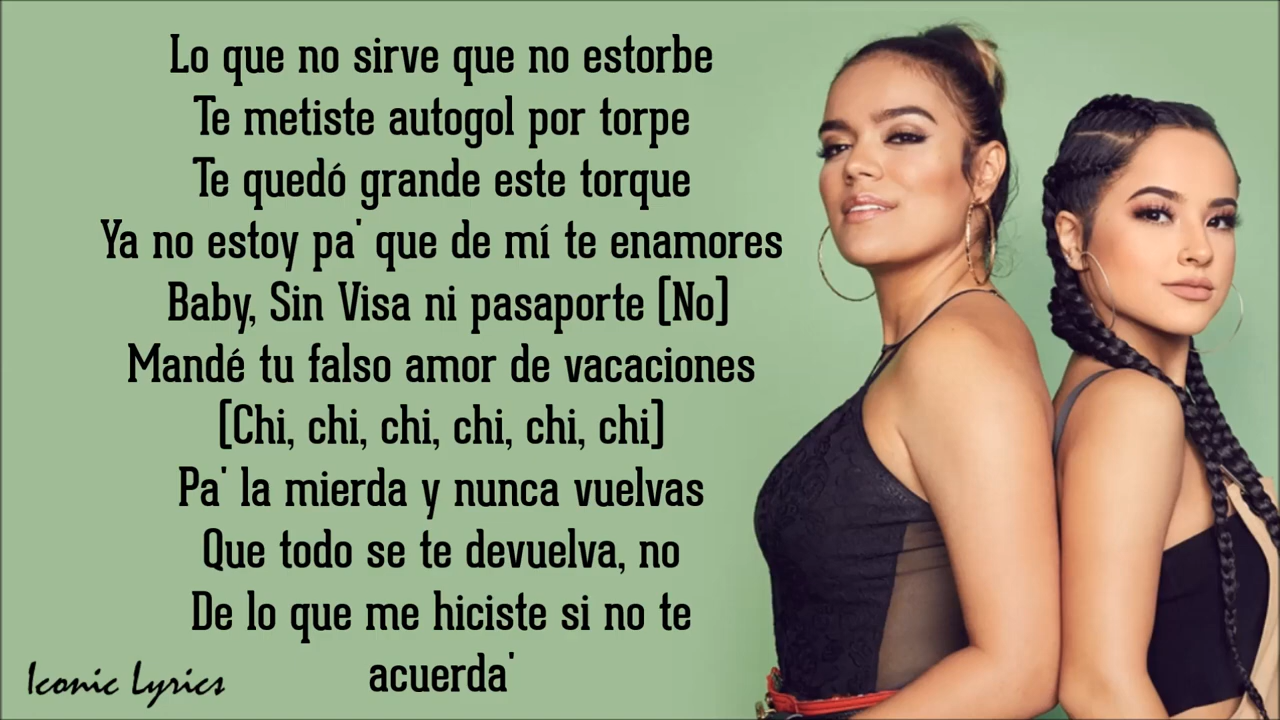 Lo que no sirve que no estorbe
Te metiste autogol por torpe
Te quedó grande este torque
Ya no estoy pa' que de mí te enamores
Baby, Sin Visa ni pasaporte [No]
Mandé tu falso amor de vacaciones
[Chi, chi, chi, chi, chi, chi]
Pa' la mierda y nunca vuelvas
Que todo se te devuelva, no
De lo que me hiciste si no te
acuerda'
Iconic Lyrics